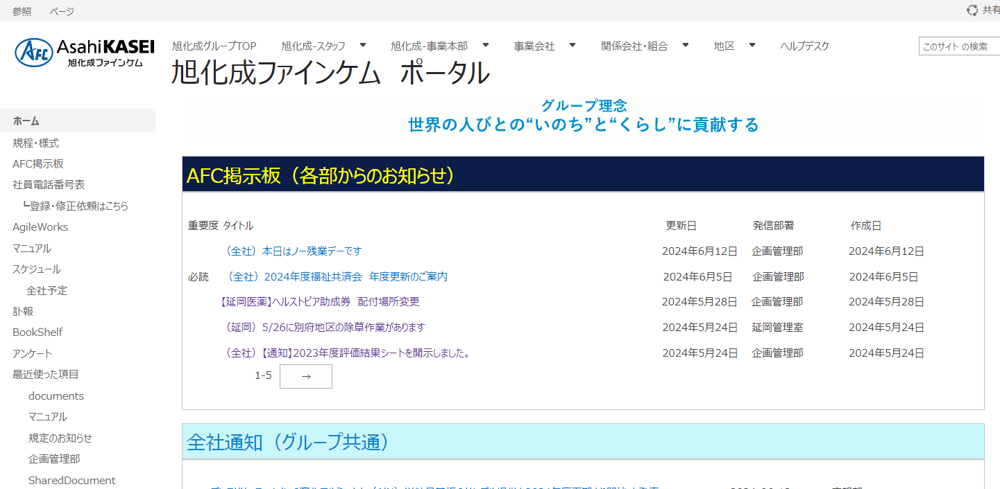 参照 ページ 共有
AFC AsahiKASEI
旭化成ファインケム
旭化成グループTOP 旭化成-スタッフ ▼ 旭化成-事業本部 ▼ 事業会社 ▼ 関係会社・組合 ▼ 地区 ▼ ヘルプデスク このサイト の検索
旭化成ファインケム ポータル
グループ理念
世界の人びとの“いのち”と“くらし”に貢献する
ホーム
規程・様式
AFC掲示板
社員電話番号表
┗登録・修正依頼はこちら
AgileWorks
マニュアル
スケジュール
全社予定
訃報
BookShelf
アンケート
最近使った項目
documents
マニュアル
規定のお知らせ
企画管理部
SharedDocument
AFC掲示板（各部からのお知らせ）
重要度 タイトル 更新日 発信部署 作成日
（全社）本日はノー残業デーです 2024年6月12日 企画管理部 2024年6月12日
必読 （全社）2024年度福祉共済会 年度更新のご案内 2024年6月5日 企画管理部 2024年6月5日
【延岡医薬】ヘルストピア助成券 配付場所変更 2024年5月28日 企画管理部 2024年5月28日
（延岡）5/26に別府地区の除草作業があります 2024年5月24日 延岡管理室 2024年5月24日
（全社）【通知】2023年度評価結果シートを開示しました。 2024年5月24日 企画管理部 2024年5月24日
1-5 →
全社通知（グループ共通）